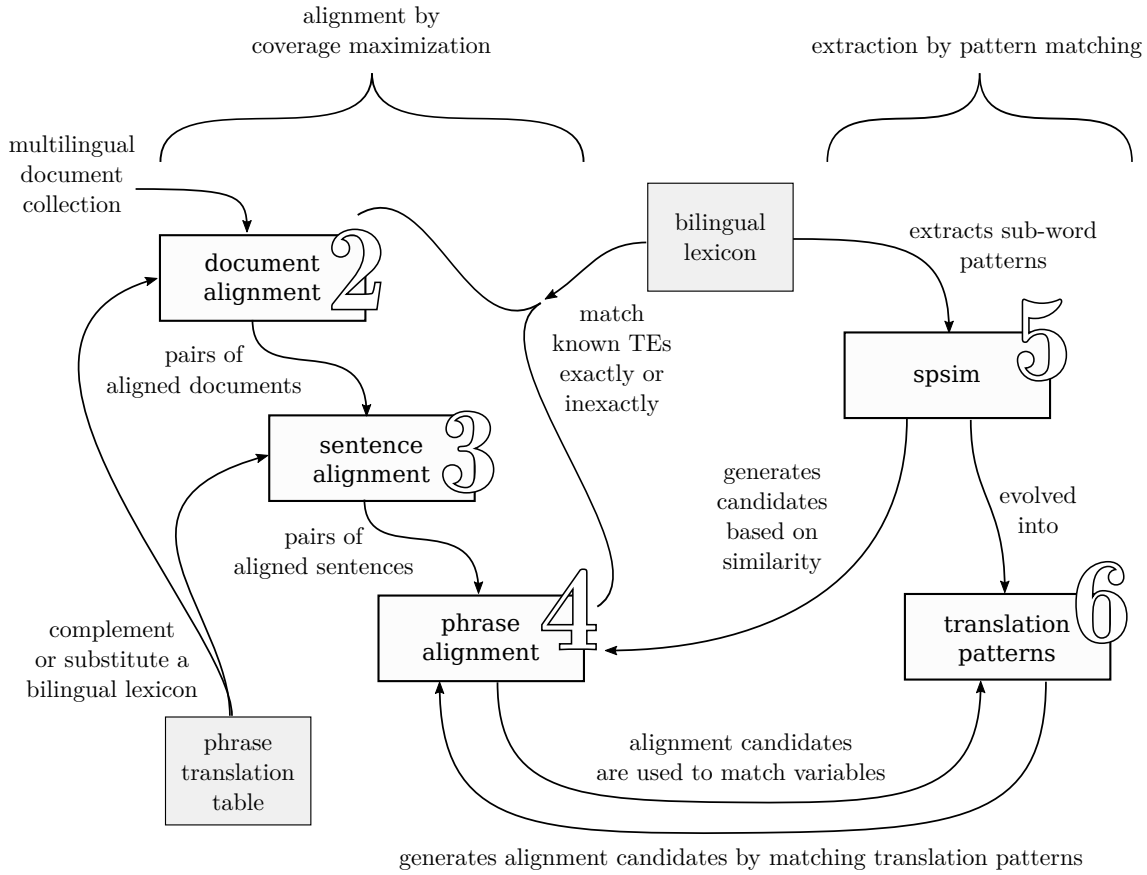 alignment by
coverage maximization
extraction by pattern matching
multilingual
document
collection
bilingual
lexicon
extracts sub-word
patterns
document
alignment
2
match
known TEs
exactly or
inexactly
spsim
5
pairs of
aligned documents
sentence
alignment
3
generates
candidates
based on
similarity
evolved
into
pairs of
aligned sentences
phrase
alignment
4
translation
patterns
6
complement
or substitute a
bilingual lexicon
phrase
translation
table
alignment candidates
are used to match variables
generates alignment candidates by matching translation patterns